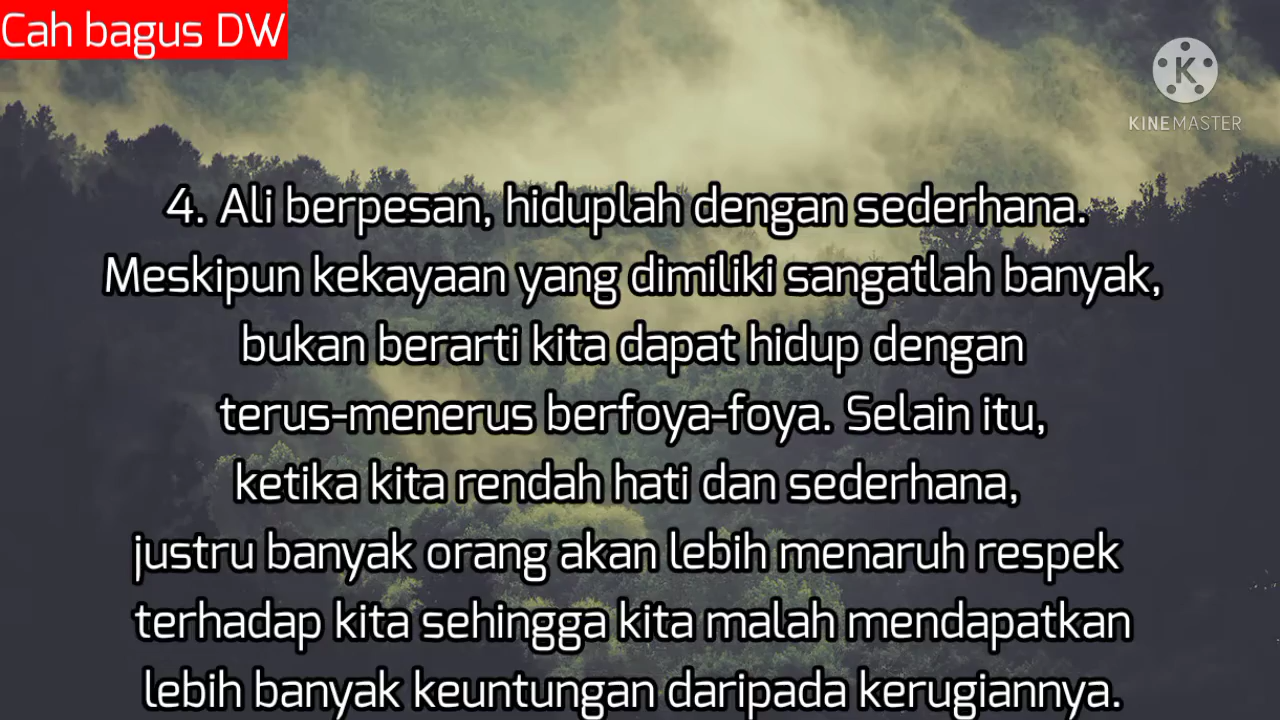 Cah bagus DW
K
KINEMASTER
4. Ali berpesan, hiduplah dengan sederhana.
Meskipun kekayaan yang dimiliki sangatlah banyak,
bukan berarti kita dapat hidup dengan
terus-menerus berfoya-foya. Selain itu,
ketika kita rendah hati dan sederhana,
justru banyak orang akan lebih menaruh respek
terhadap kita sehingga kita malah mendapatkan
lebih banyak keuntungan daripada kerugiannya.